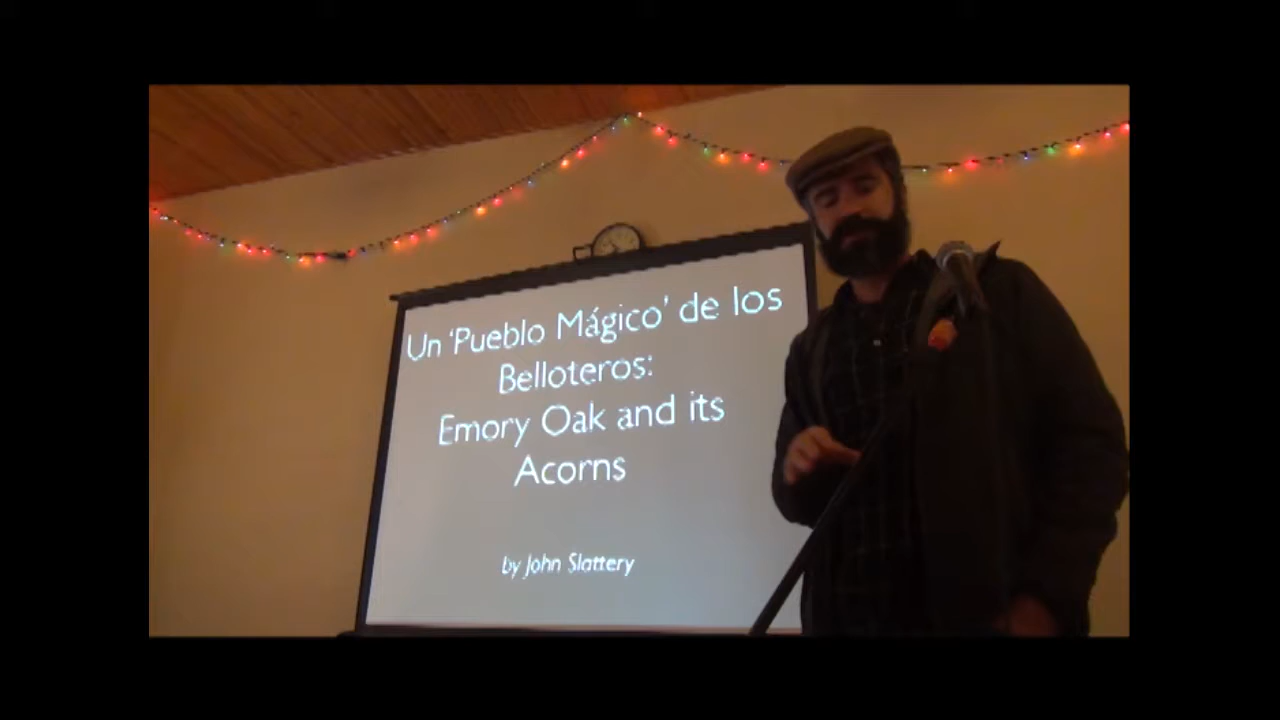 Un ‘Pueblo Mágico’ de los
Belloteros:
Emory Oak and its
Acorns
by John Slattery